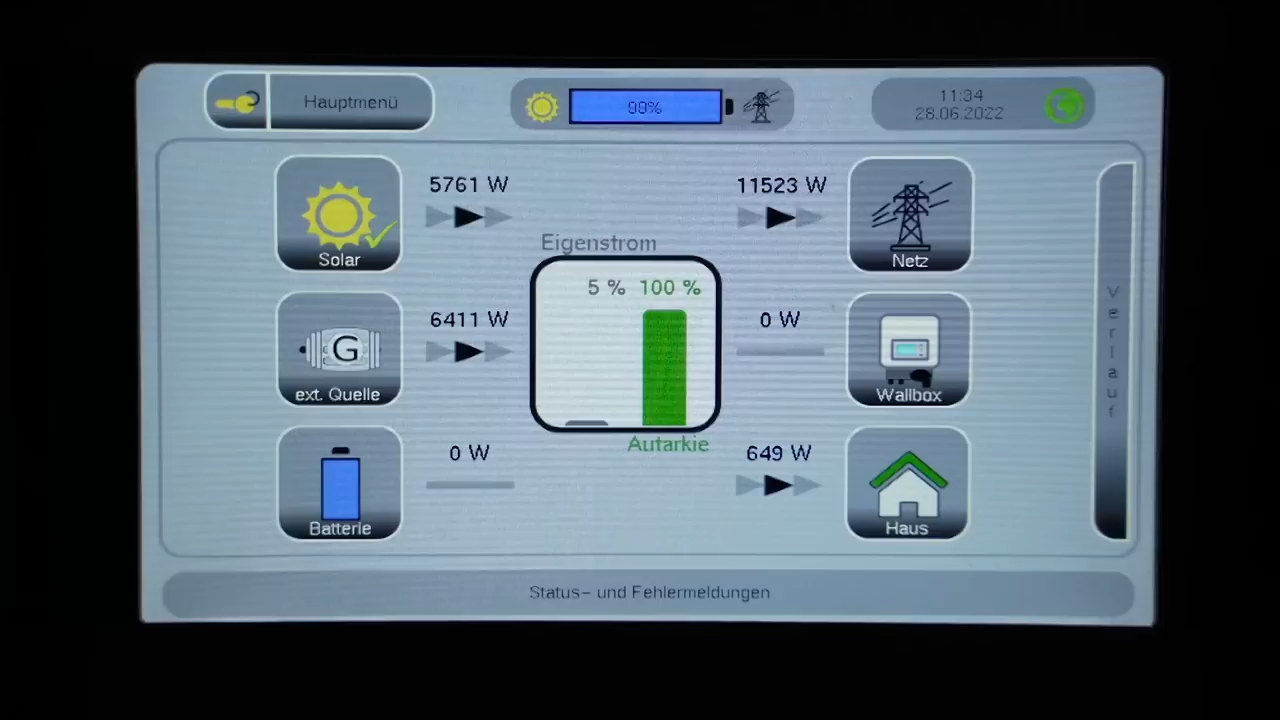 Hauptmenü
99%
11:34
28.06.2022
5761 W
11523 W
Solar
Netz
Eigenstrom
5 % 100 %
6411 W
0 W
G
ext. Quelle
Wallbox
Verlauf
Autarkie
0 W
649 W
Batterie
Haus
Status- und Fehlermeldungen